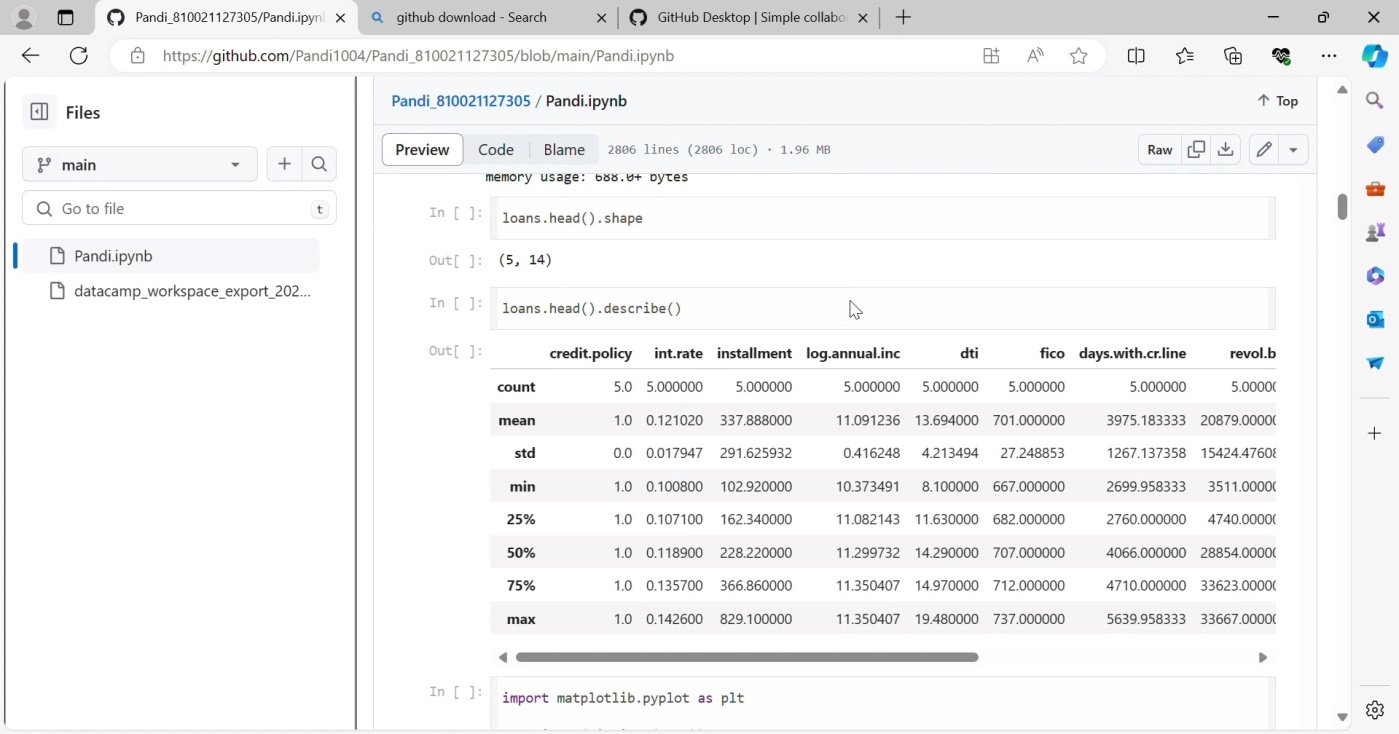 Pandi_810021127305/Pandi.ipyn
github download - Search
GitHub Desktop | Simple collabo
https://github.com/Pandi1004/Pandi_810021127305/blob/main/Pandi.ipynb
Files
main
Go to file
t
Pandi.ipynb
datacamp_workspace_export_202...
Pandi_810021127305 / Pandi.ipynb
Top
Preview Code Blame 2806 lines (2806 loc) · 1.96 MB
Raw
memory usage: 688.0+ bytes
In [ ]: loans.head().shape
Out[ ]: (5, 14)
In [ ]: loans.head().describe()
Out[ ]: credit.policy int.rate installment log.annual.inc dti fico days.with.cr.line revol.b
count 5.0 5.000000 5.000000 5.000000 5.000000 5.000000 5.000000 5.00000
mean 1.0 0.121020 337.888000 11.091236 13.694000 701.000000 3975.183333 20879.00000
std 0.0 0.017947 291.625932 0.416248 4.213494 27.248853 1267.137358 15424.47608
min 1.0 0.100800 102.920000 10.373491 8.100000 667.000000 2699.958333 3511.00000
25% 1.0 0.107100 162.340000 11.082143 11.630000 682.000000 2760.000000 4740.00000
50% 1.0 0.118900 228.220000 11.299732 14.290000 707.000000 4066.000000 28854.00000
75% 1.0 0.135700 366.860000 11.350407 14.970000 712.000000 4710.000000 33623.00000
max 1.0 0.142600 829.100000 11.350407 19.480000 737.000000 5639.958333 33667.00000
In [ ]: import matplotlib.pyplot as plt